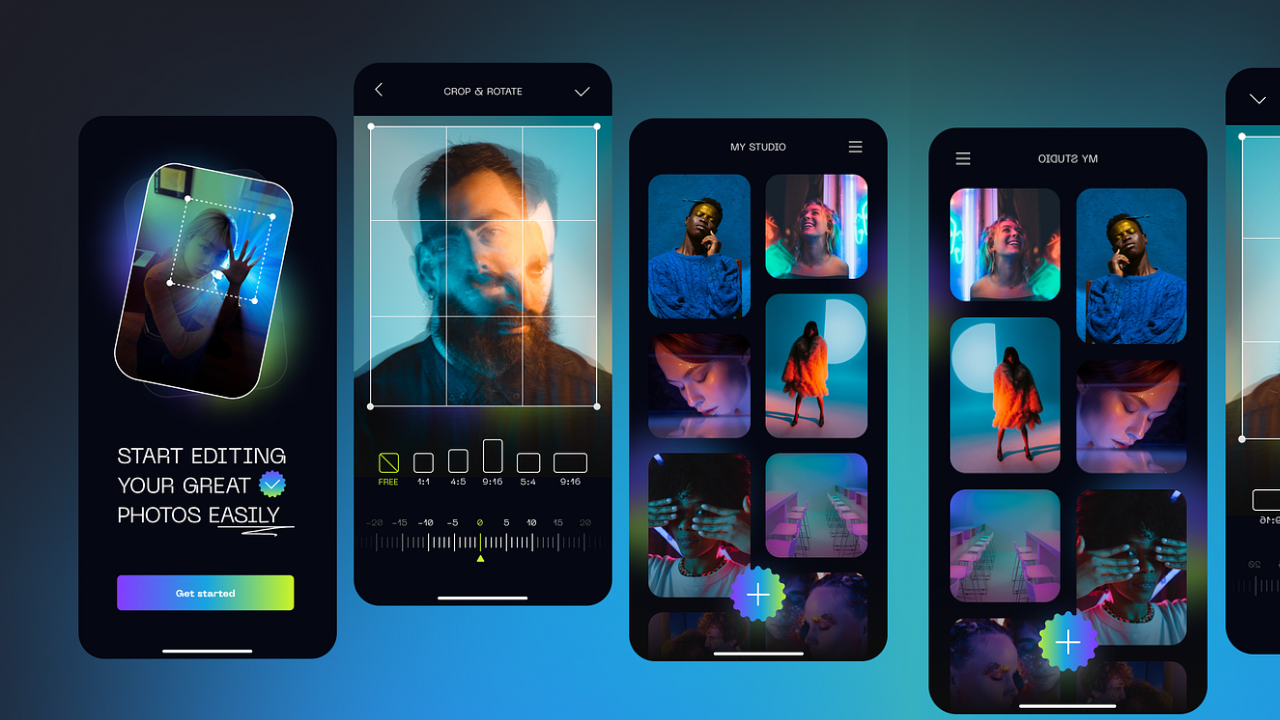 START EDITING
YOUR GREAT
PHOTOS EASILY
Get started
CROP & ROTATE
FREE 1:1 4:5 9:16 5:4 9:16
-20 -15 -10 -5 0 5 10 15 20
MY STUDIO
MY STUDIO
9:16
20